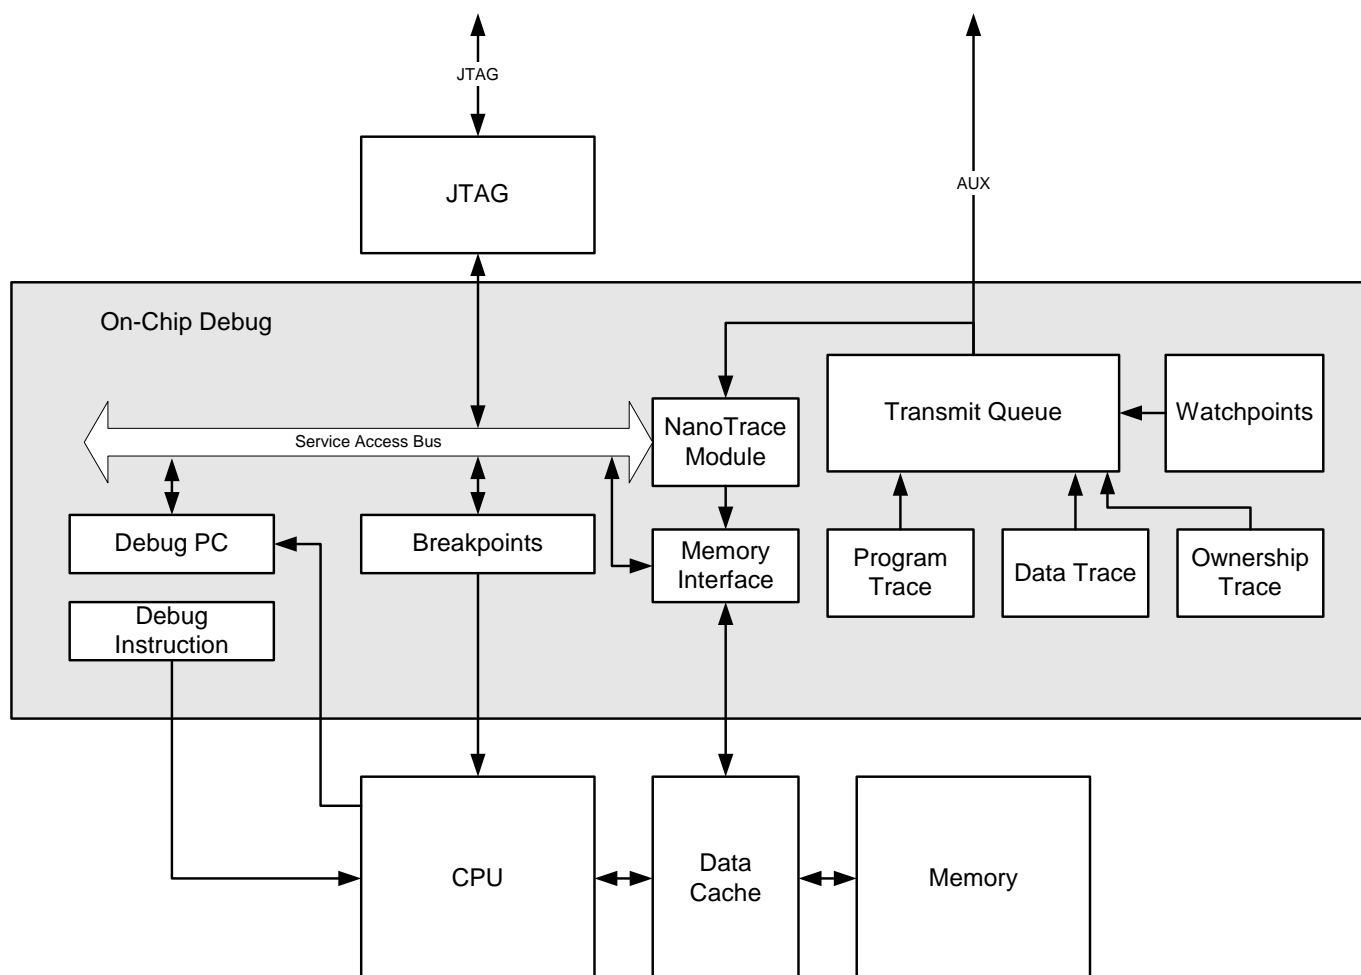 JTAG
AUX
JTAG
On-Chip Debug
Service Access Bus
NanoTrace
Module
Transmit Queue
Watchpoints
Debug PC
Breakpoints
Memory
Interface
Program
Trace
Data Trace
Ownership
Trace
Debug
Instruction
CPU
Data
Cache
Memory